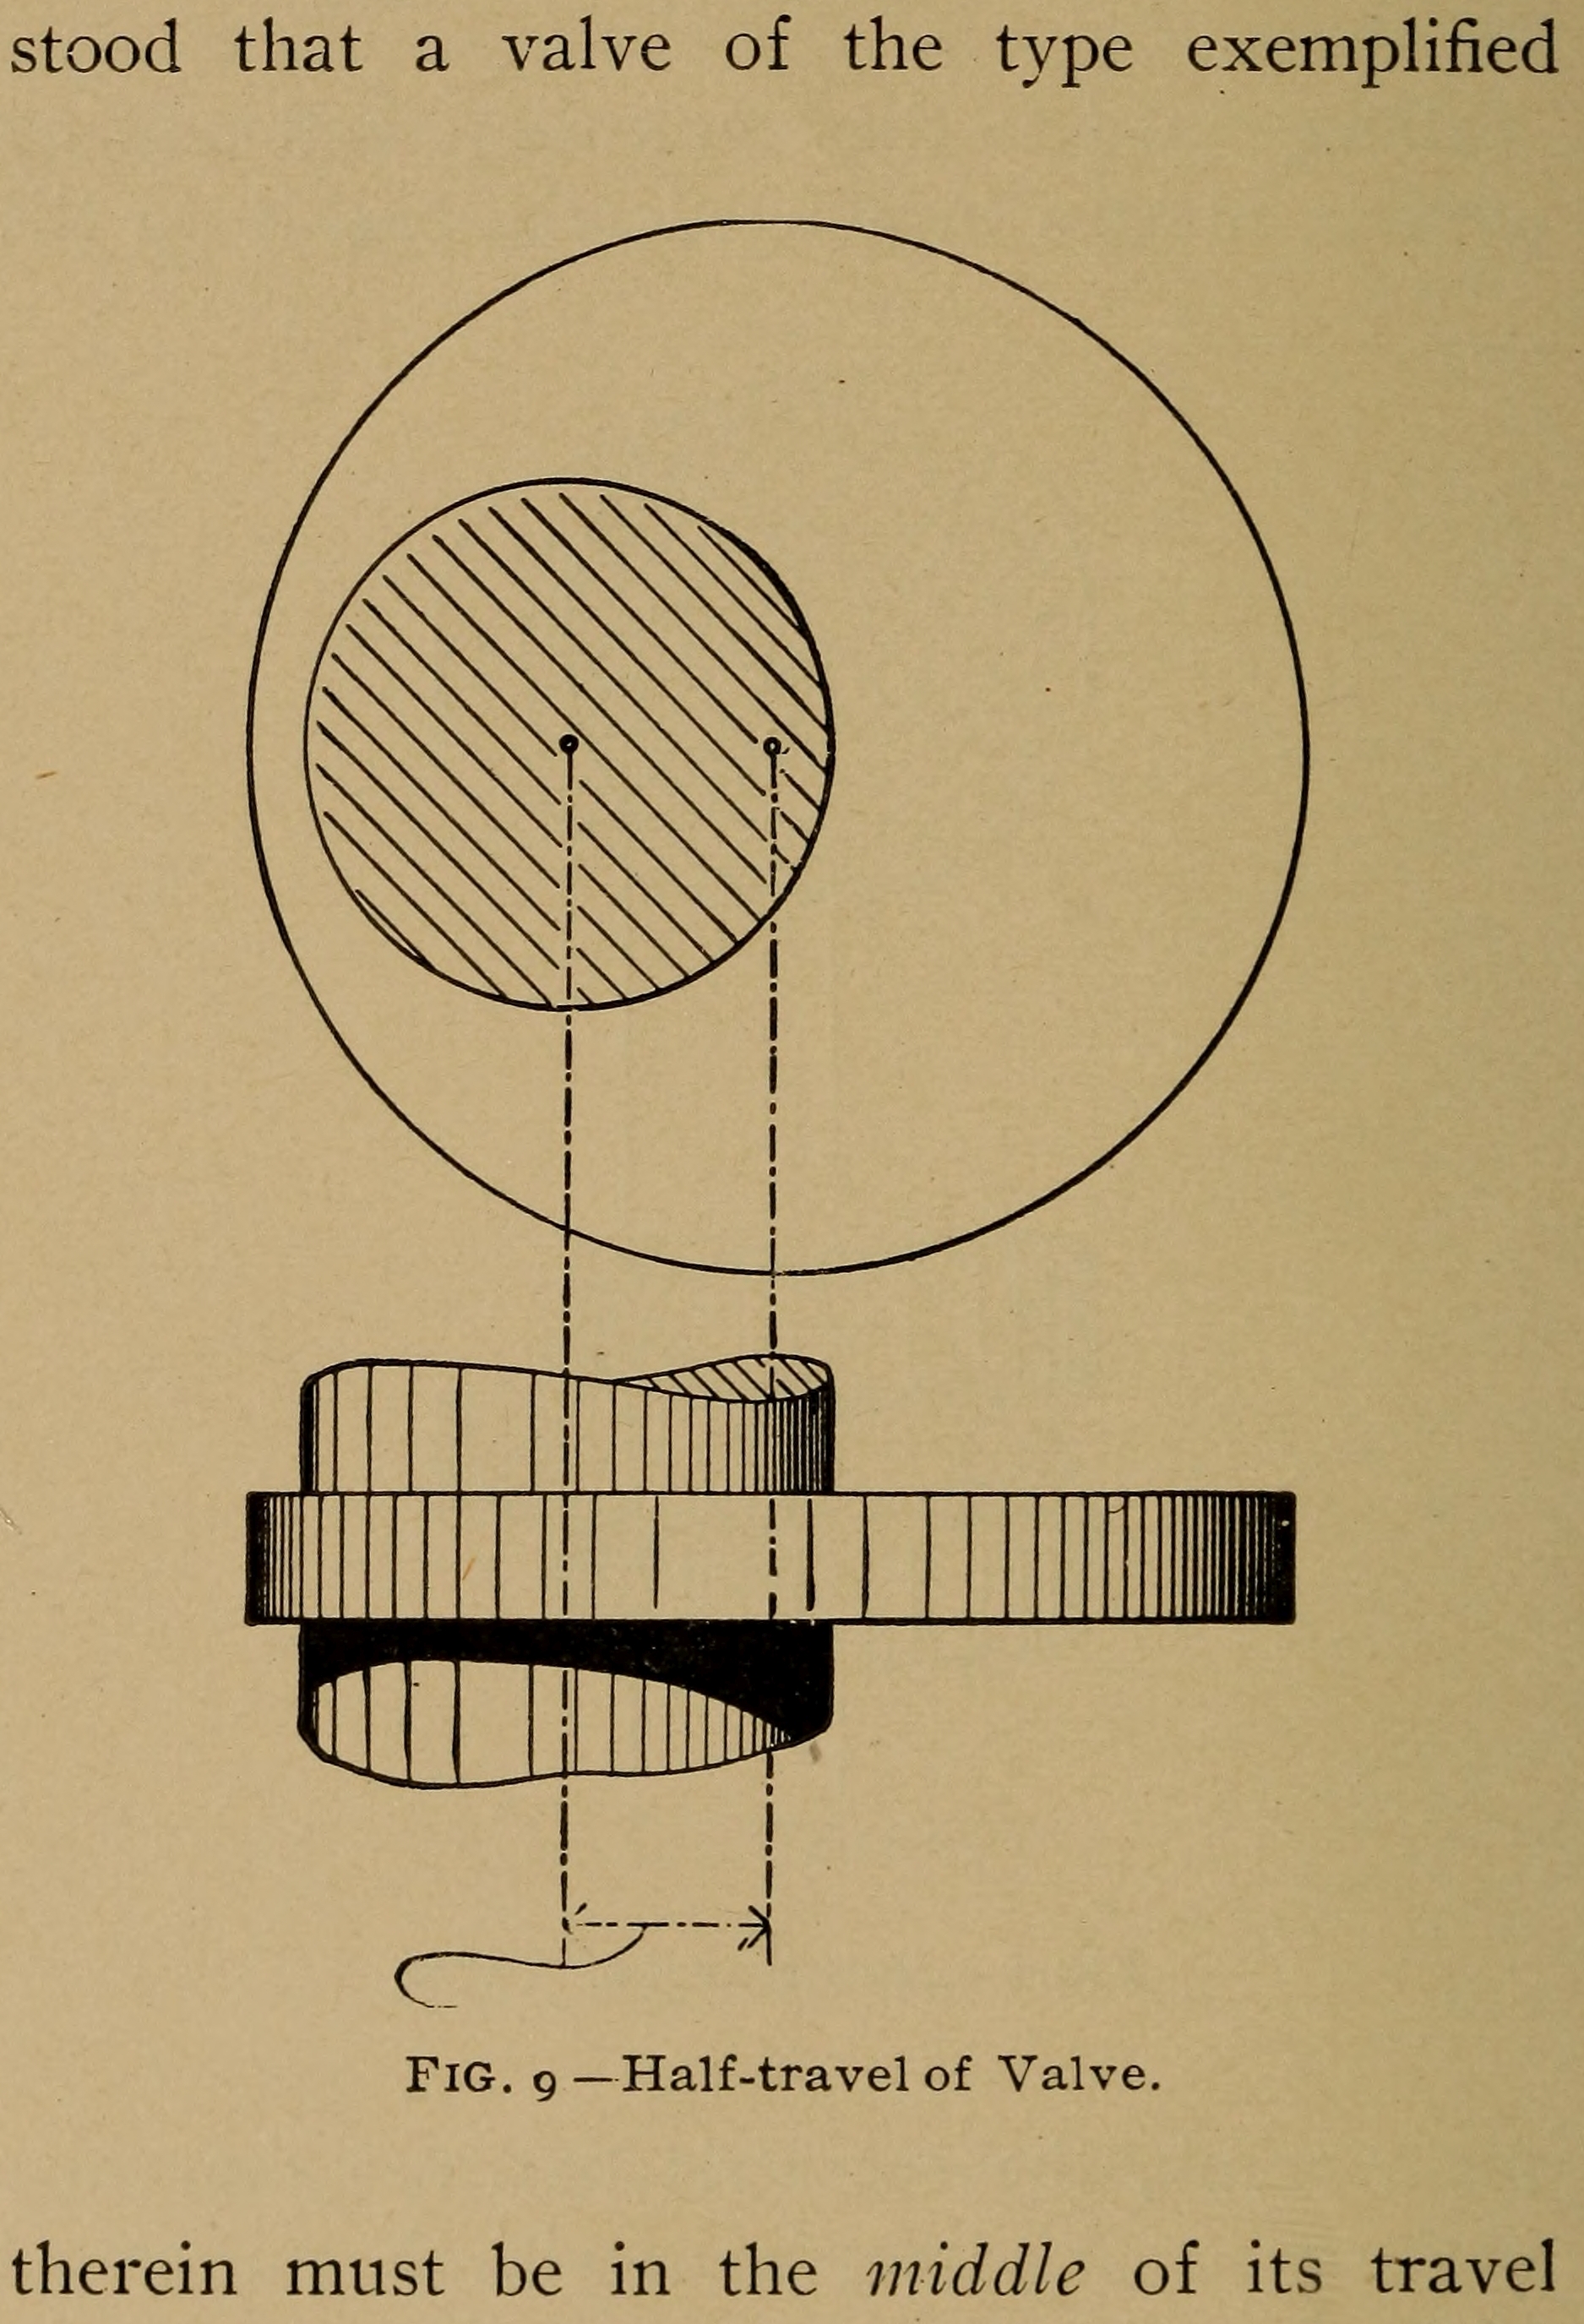 stood that a valve of the type exemplified
FIG. 9 —Half-travel of Valve.
therein must be in the middle of its travel